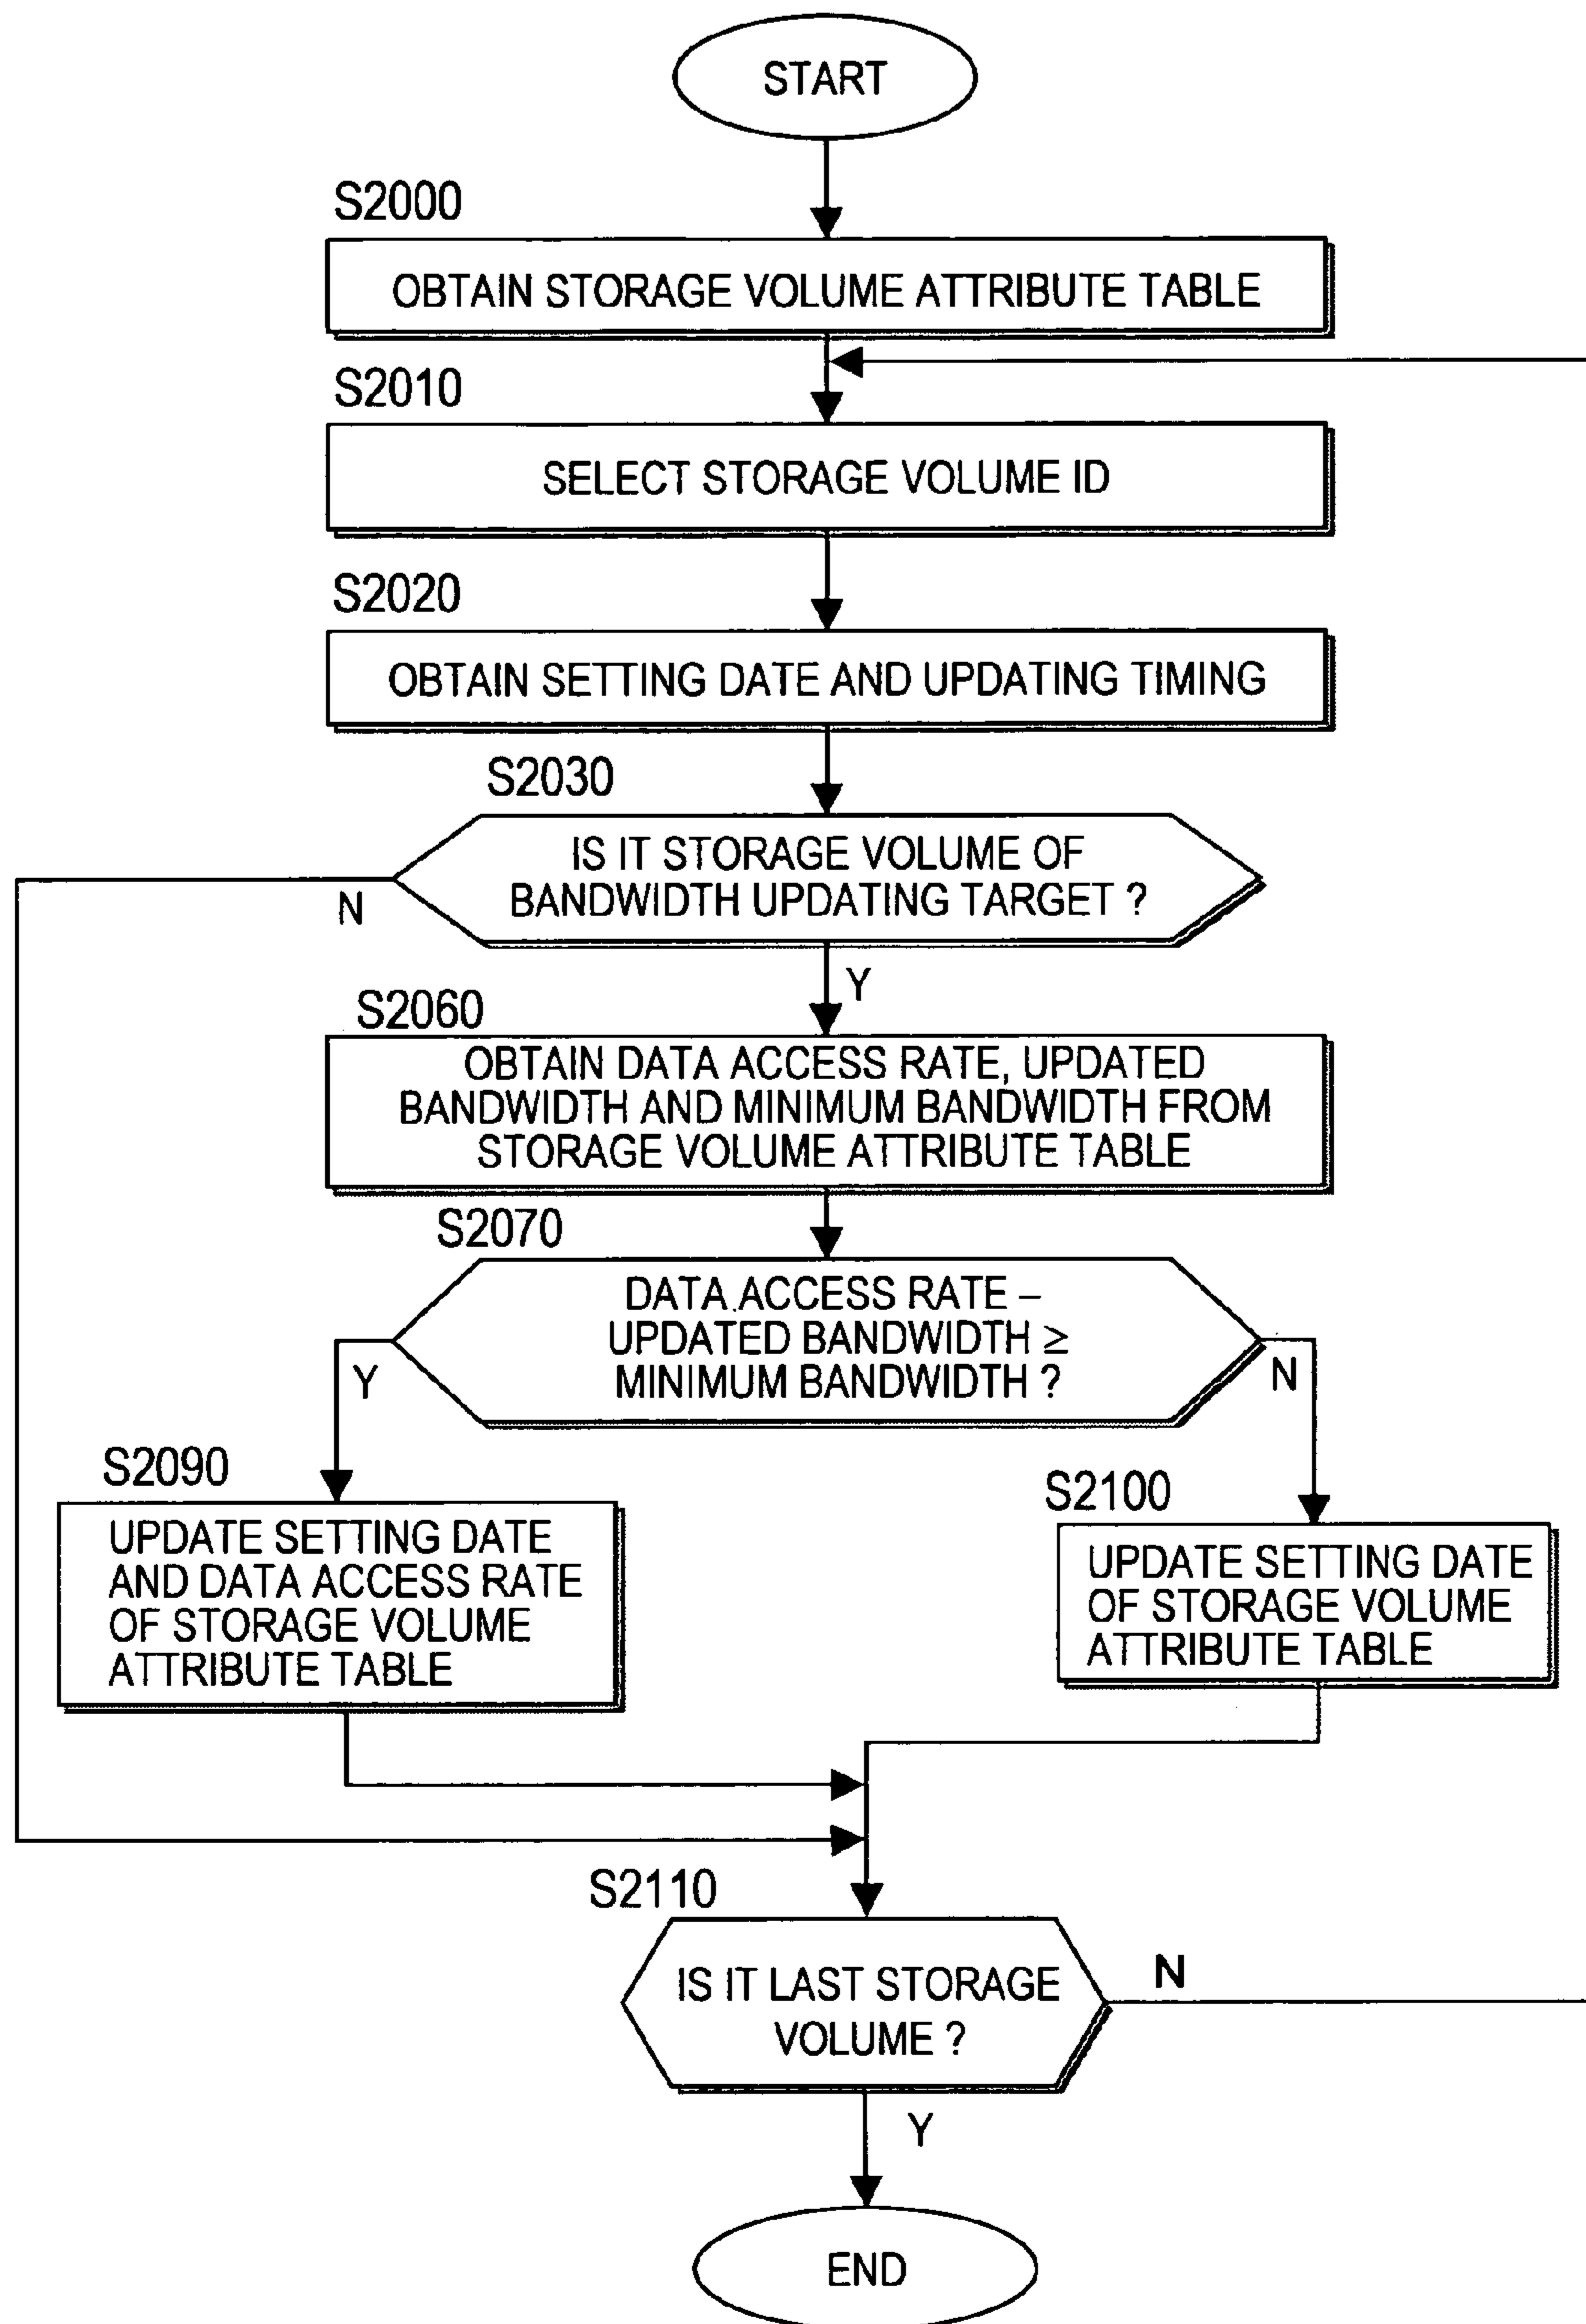 START
S2000
OBTAIN STORAGE VOLUME ATTRIBUTE TABLE
S2010
SELECT STORAGE VOLUME ID
S2020
OBTAIN SETTING DATE AND UPDATING TIMING
S2030
IS IT STORAGE VOLUME OF
BANDWIDTH UPDATING TARGET ?
N
Y
S2060
OBTAIN DATA ACCESS RATE, UPDATED
BANDWIDTH AND MINIMUM BANDWIDTH FROM
STORAGE VOLUME ATTRIBUTE TABLE
S2070
DATA ACCESS RATE –
UPDATED BANDWIDTH ≥
MINIMUM BANDWIDTH ?
Y
N
S2090
UPDATE SETTING DATE
AND DATA ACCESS RATE
OF STORAGE VOLUME
ATTRIBUTE TABLE
S2100
UPDATE SETTING DATE
OF STORAGE VOLUME
ATTRIBUTE TABLE
S2110
IS IT LAST STORAGE
VOLUME ?
N
Y
END